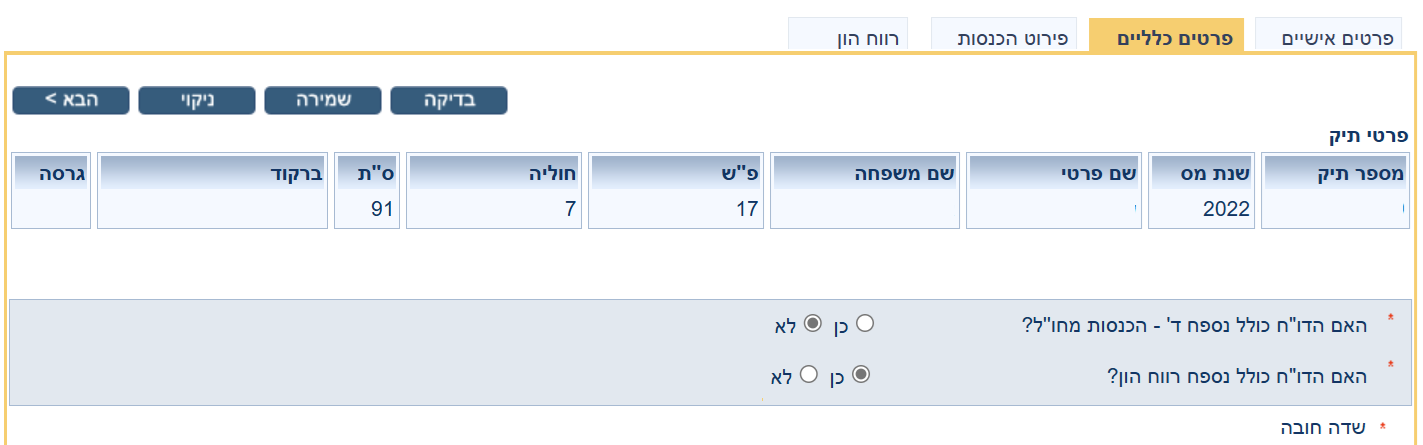 פרטים אישיים פרטים כלליים פירוט הכנסות רווח הון
בדיקה שמירה ניקוי הבא >
פרטי תיק
מספר תיק שנת מס שם פרטי שם משפחה פ"ש חוליה ס"ת ברקוד גרסה
2022 17 7 91
* האם הדו"ח כולל נספח ד' - הכנסות מחו"ל? כן לא
* האם הדו"ח כולל נספח רווח הון? כן לא
* שדה חובה